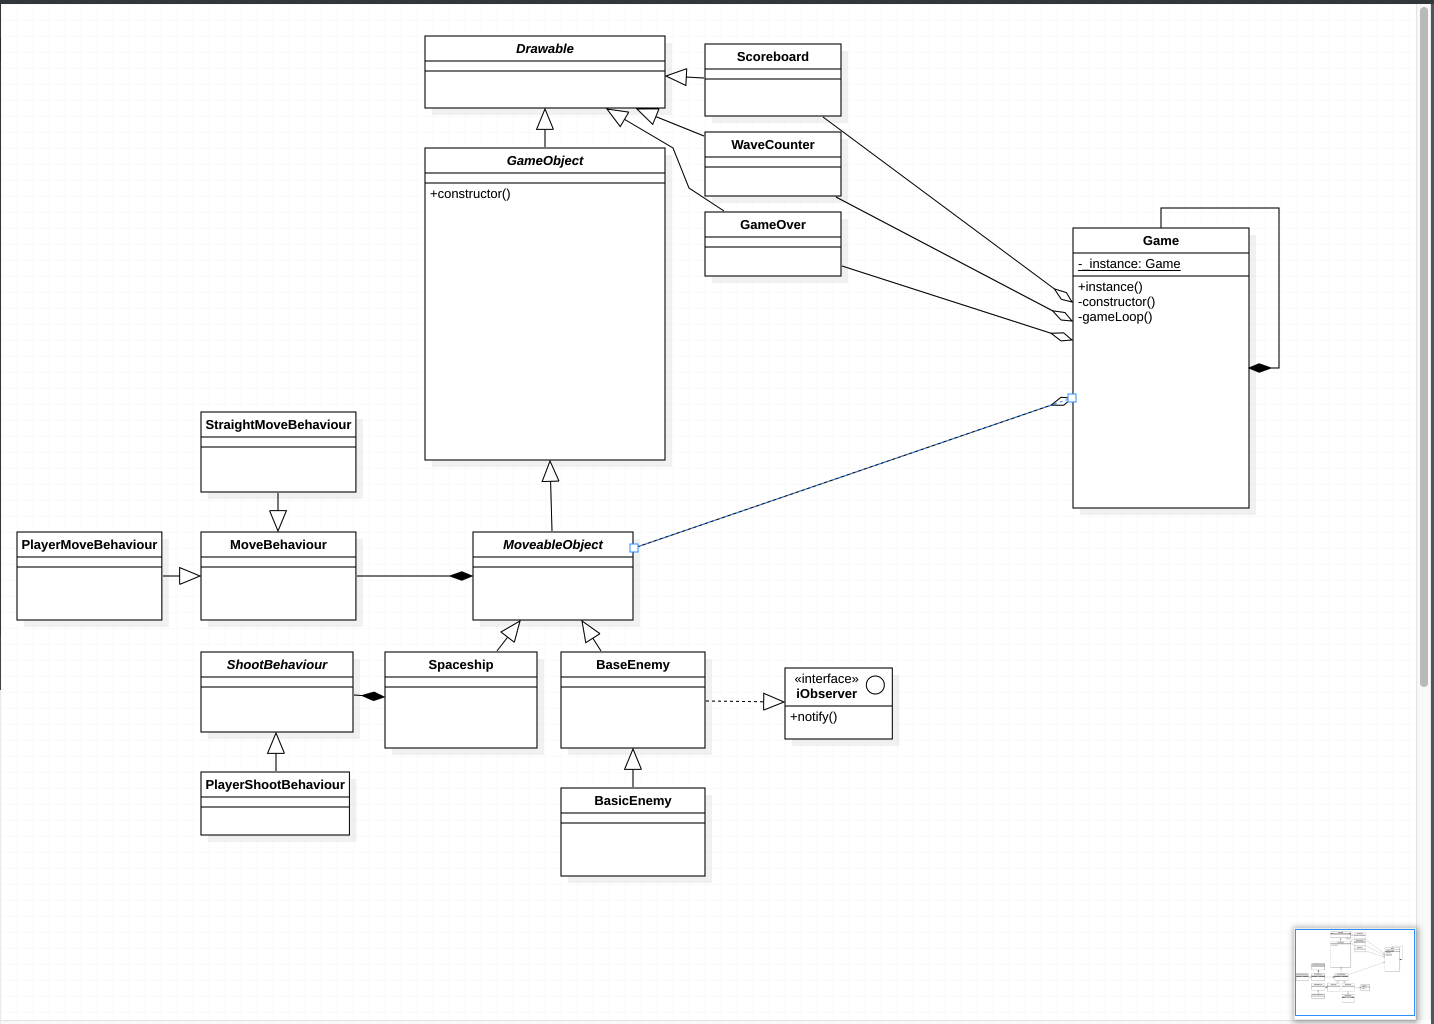 Drawable
Scoreboard
WaveCounter
GameObject
+constructor()
GameOver
Game
-_instance: Game
+instance()
-constructor()
-gameLoop()
StraightMoveBehaviour
PlayerMoveBehaviour
MoveBehaviour
MoveableObject
ShootBehaviour
Spaceship
BaseEnemy
«interface»
iObserver
+notify()
PlayerShootBehaviour
BasicEnemy